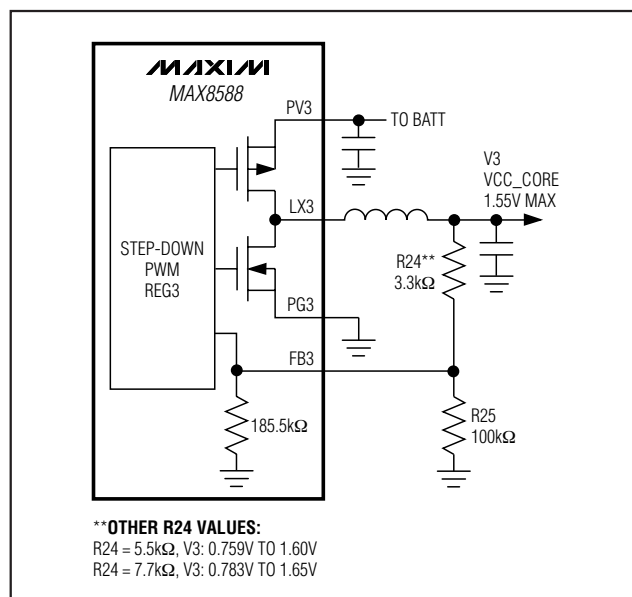 MAXIM
MAX8588
PV3
TO BATT
V3
VCC_CORE
1.55V MAX
LX3
STEP-DOWN
PWM
REG3
R24**
3.3kΩ
PG3
FB3
185.5kΩ
R25
100kΩ
**OTHER R24 VALUES:
R24 = 5.5kΩ, V3: 0.759V TO 1.60V
R24 = 7.7kΩ, V3: 0.783V TO 1.65V